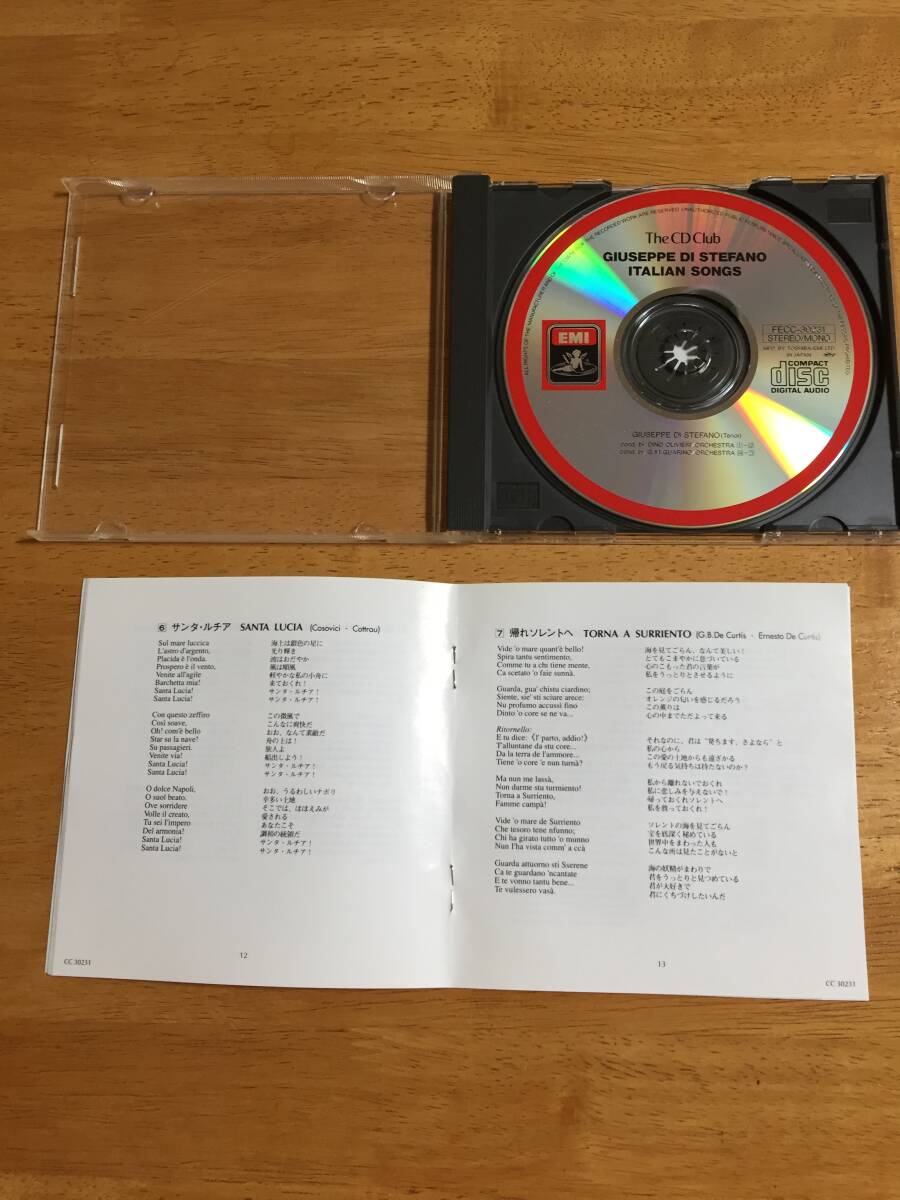 The CD Club
GIUSEPPE DI STEFANO
ITALIAN SONGS
EMI
FECC-30231
STEREO/MONO
MFD. BY TOSHIBA-EMI LTD.
IN JAPAN
COMPACT
disc
DIGITAL AUDIO
GIUSEPPE DI STEFANO (Tenor)
cond. by DINO OLIVIERI ORCHESTRA
cond. by G.M. GUARINO ORCHESTRA
6 サンタ・ルチア SANTA LUCIA (Cosovici - Cottrau)
Sul mare luccica
L'astro d'argento,
Placida è l'onda.
Prospero è il vento,
Venite all'agile
Barchetta mia!
Santa Lucia!
Santa Lucia!
海上は銀色の星に
光り輝き
波はおだやか
風は順風
軽やかな私の小舟に
来ておくれ!
サンタ・ルチア!
サンタ・ルチア!
Con questo zeffiro
Così soave,
Oh! com'è bello
Star su la nave!
Su passagieri.
Venite via!
Santa Lucia!
Santa Lucia!
この微風で
こんなに爽快だ
おお、なんて素敵だ
舟の上は!
旅人よ
船出しよう!
サンタ・ルチア!
サンタ・ルチア!
O dolce Napoli,
O suol beato.
Ove sorridere
Volle il creato,
Tu sei l'impero
Del armonia!
Santa Lucia!
Santa Lucia!
おお、うるわしいナポリ
幸多い土地
そこでは、ほほえみが
愛される
あなたこそ
調和の統領だ
サンタ・ルチア!
サンタ・ルチア!
12
CC 30231
7 帰れソレントへ TORNA A SURRIENTO (G.B.De Curtis - Ernesto De Curtis)
Vide 'o mare quant'è bello!
Spira tantu sentimento,
Comme tu a chi tiene mente,
Ca scetato 'o faie sunnà.
海を見てごらん、なんて美しい!
とてもこまやかに息づいている
心のこもった君の言葉が
私をうっとりとさせるように
Guarda, gua' chistu ciardino;
Siente, sie' sti sciure arece:
Nu profumo accussì fino
Dinto 'o core se ne va...
この庭をごらん
オレンジの匂いを感じるだろう
この薫りは
心の中までただよって来る
Ritornello:
E tu dice: 《I' parto, addio!》
T'alluntane da stu core...
Da la terra de l'ammore...
Tiene 'o core 'e nun turnà?
それなのに、君は“発ちます、さよなら”と
私の心から
この愛の土地からも遠ざかる
もう戻る気持ちは持たないのか?
Ma nun me lassà,
Nun darme stu turmiento!
Torna a Surriento,
Famme campà!
私から離れないでおくれ
私に悲しみを与えないで!
帰っておくれソレントへ
私を救っておくれ!
Vide 'o mare de Surriento
Che tesoro tene nfunno;
Chi ha girato tutto 'o munno
Nun l'ha vista comm' a ccà
ソレントの海を見てごらん
宝を底深く秘めている
世界中をまわった人も
こんな所は見たことがないと
Guarda attuorno sti Sserene
Ca te guardano 'ncantate
E te vonno tantu bene...
Te vulessero vasà.
海の妖精がまわりで
君をうっとりと見つめている
君が大好きで
君にくちづけしたいんだ
13
CC 30231